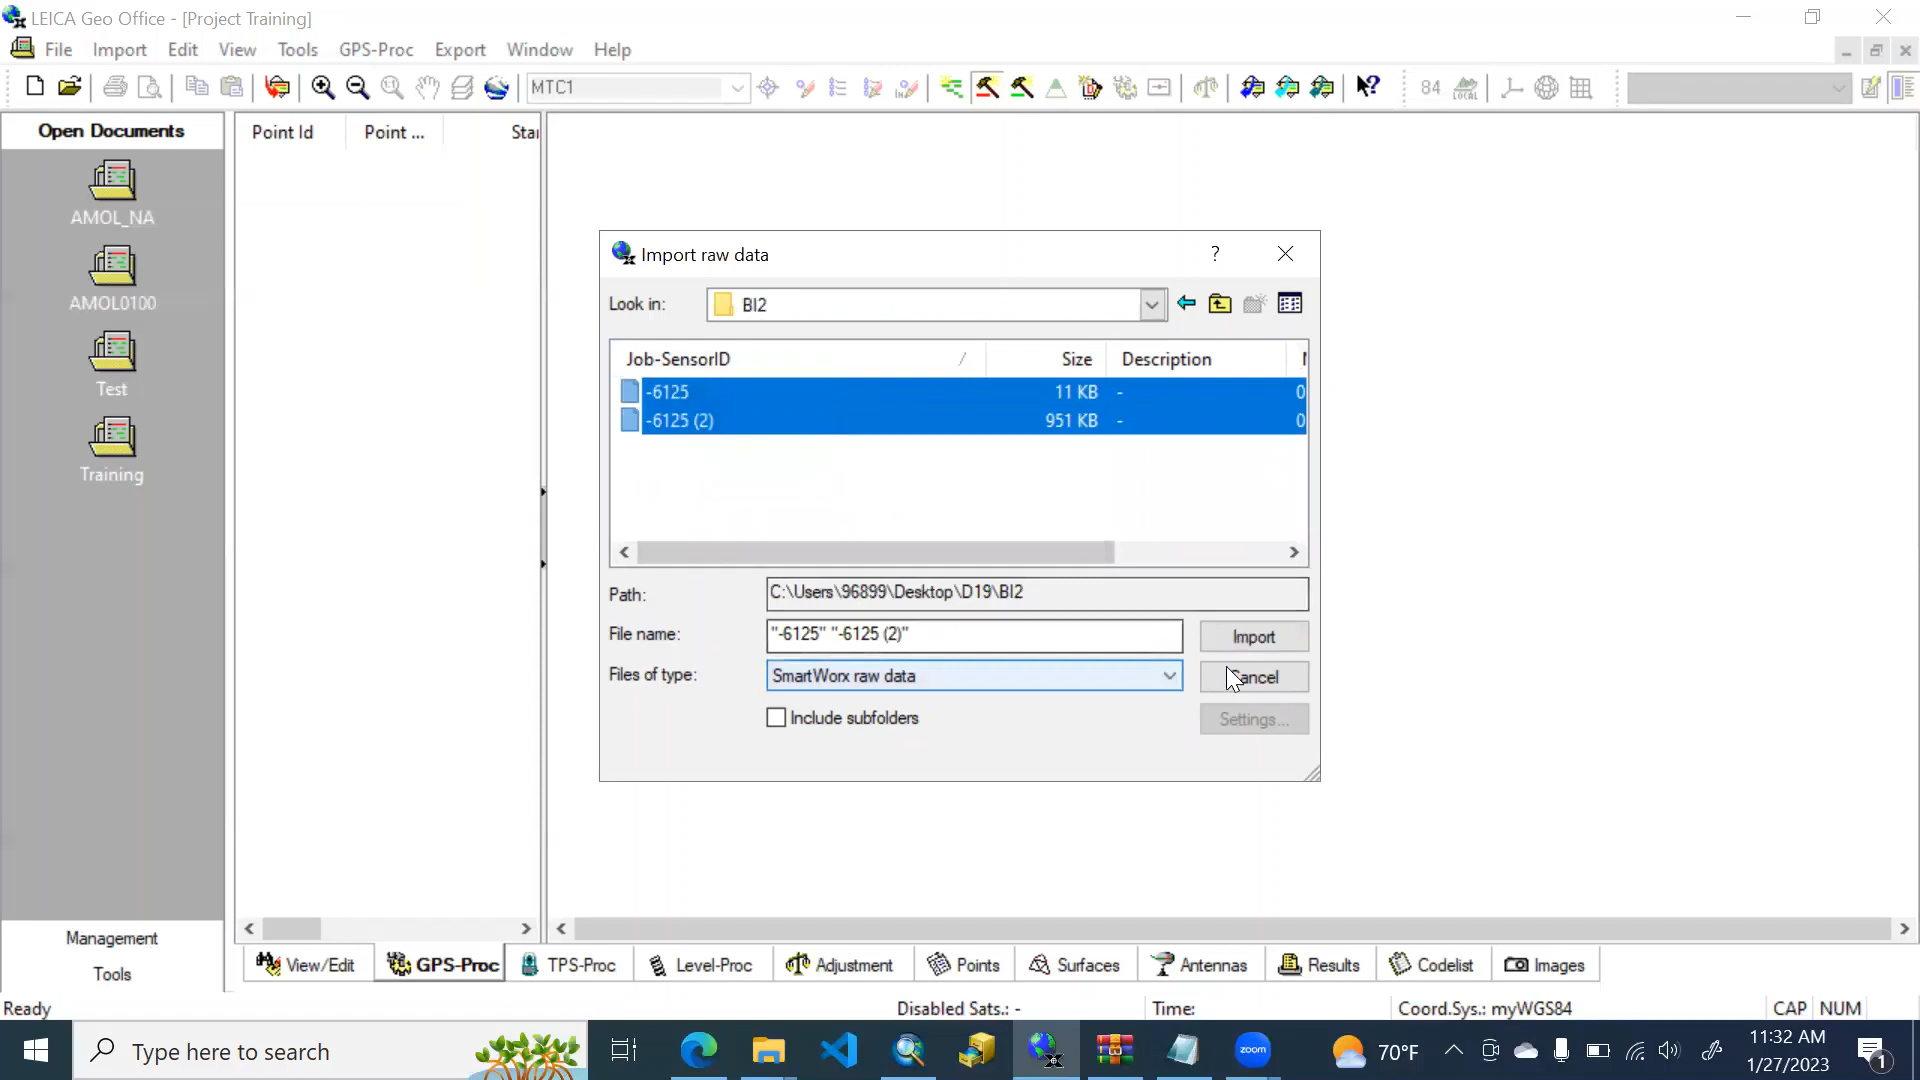 LEICA Geo Office - [Project Training]
File Import Edit View Tools GPS-Proc Export Window Help
MTC1
84
LOCAL
Open Documents
Point Id Point ...
AMOL_NA
AMOL0100
Test
Training
Management
Tools
Import raw data
?
Look in: BI2
Job-SensorID Size Description
-6125 11 KB - 0
-6125 (2) 951 KB - 0
Path: C:\Users\96899\Desktop\D19\BI2
File name: "-6125" "-6125 (2)" Import
Files of type: SmartWorx raw data
Include subfolders Settings...
View/Edit GPS-Proc TPS-Proc Level-Proc Adjustment Points Surfaces Antennas Results Codelist Images
Ready Disabled Sats.: - Time: Coord.Sys.: myWGS84 CAP NUM
Type here to search
zoom
70°F
11:32 AM
1/27/2023
1